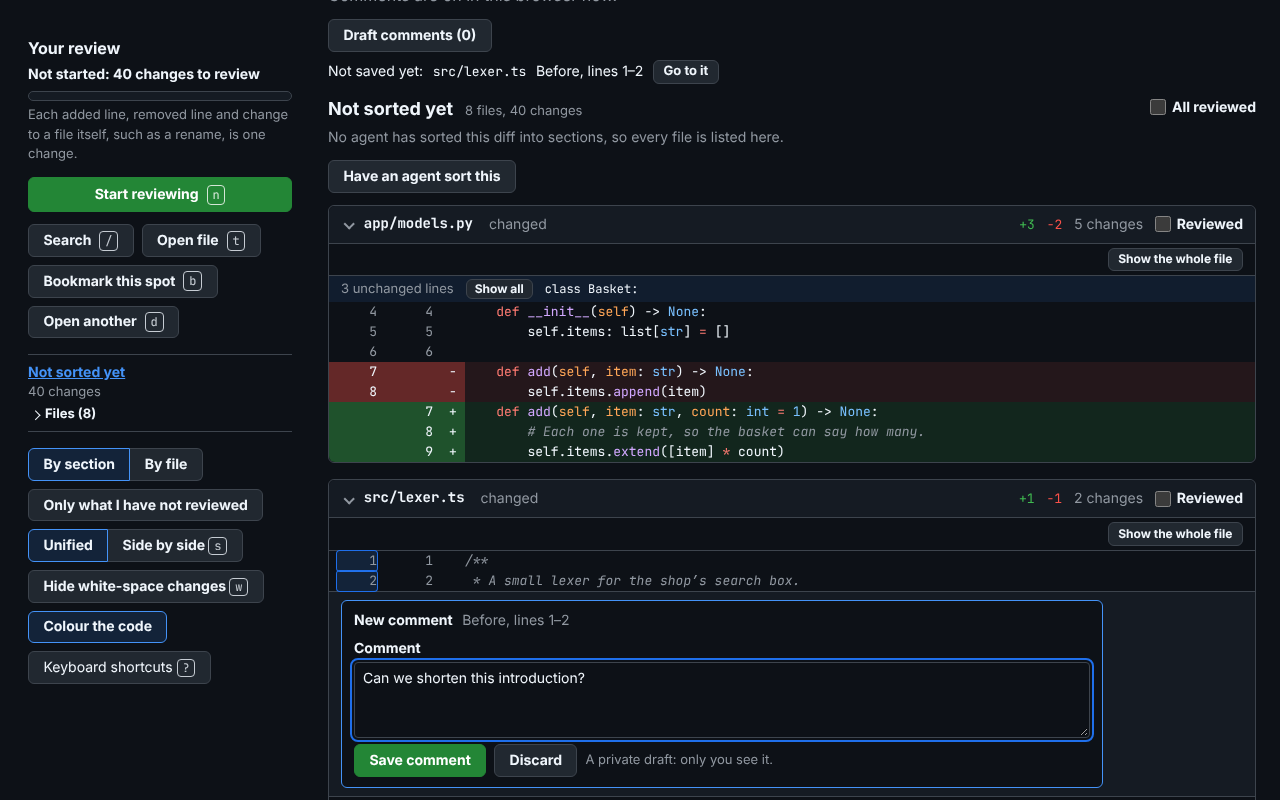 Your review
Not started: 40 changes to review
Each added line, removed line and change
to a file itself, such as a rename, is one
change.
Start reviewing n
Search / Open file t
Bookmark this spot b
Open another d
Not sorted yet
40 changes
Files (8)
By section By file
Only what I have not reviewed
Unified Side by side s
Hide white-space changes w
Colour the code
Keyboard shortcuts ?
Draft comments (0)
Not saved yet: src/lexer.ts Before, lines 1–2 Go to it
Not sorted yet 8 files, 40 changes All reviewed
No agent has sorted this diff into sections, so every file is listed here.
Have an agent sort this
app/models.py changed +3 -2 5 changes Reviewed
Show the whole file
3 unchanged lines Show all class Basket:
4 4 def __init__(self) -> None:
5 5 self.items: list[str] = []
6 6
7 - def add(self, item: str) -> None:
8 - self.items.append(item)
7 + def add(self, item: str, count: int = 1) -> None:
8 + # Each one is kept, so the basket can say how many.
9 + self.items.extend([item] * count)
src/lexer.ts changed +1 -1 2 changes Reviewed
Show the whole file
1 1 /**
2 2 * A small lexer for the shop’s search box.
New comment Before, lines 1–2
Comment
Can we shorten this introduction?
Save comment Discard A private draft: only you see it.